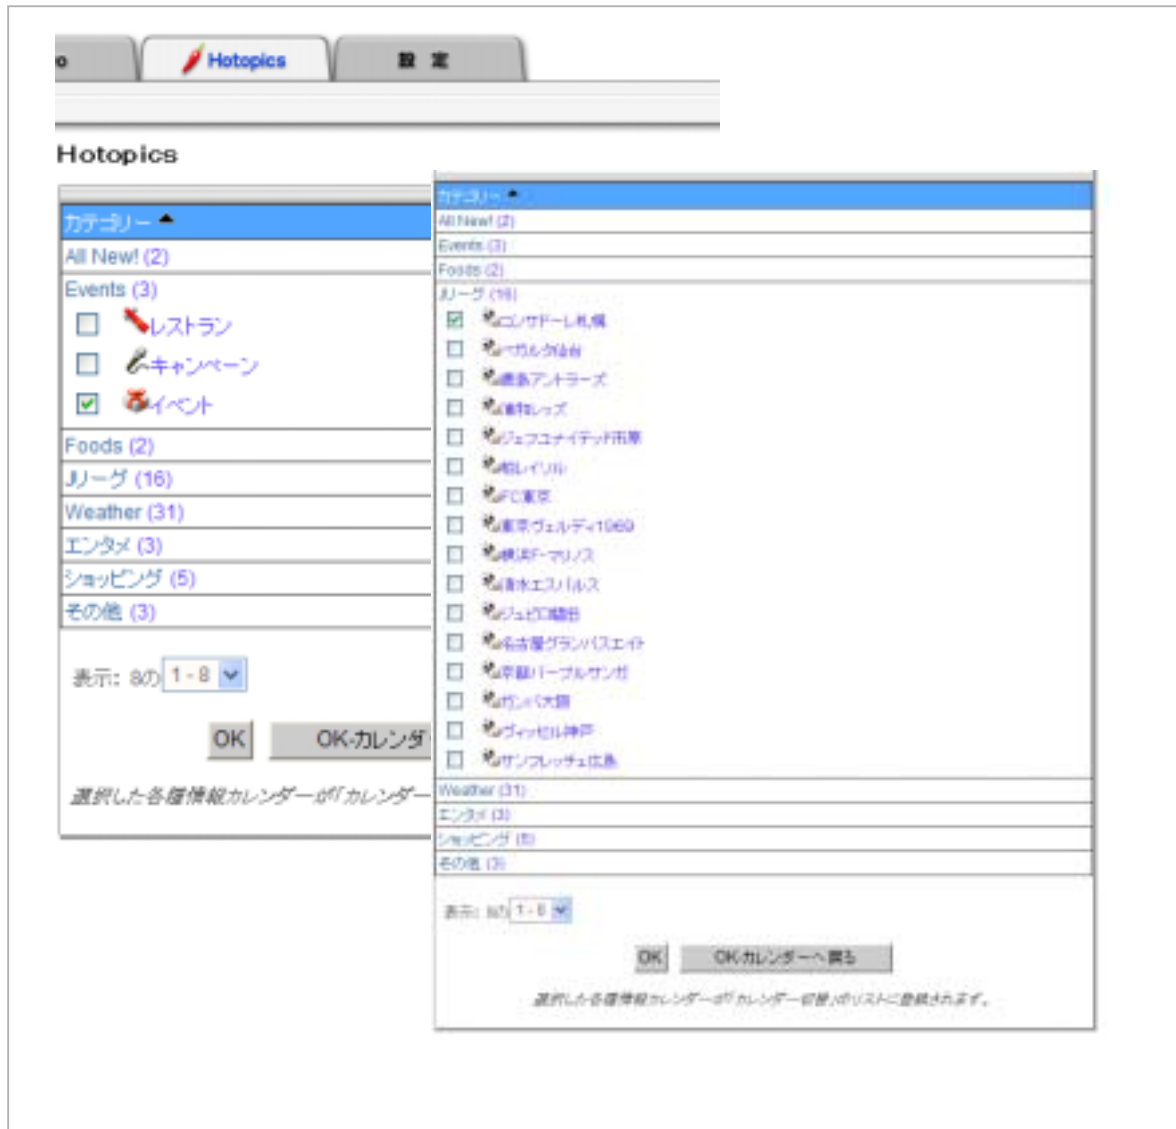 o
Hotopics
設 定
Hotopics
カテゴリー
All New! (2)
Events (3)
レストラン
キャンペーン
イベント
Foods (2)
Jリーグ (16)
Weather (31)
エンタメ (3)
ショッピング (5)
その他 (3)
表示: 8の 1 - 8
OK
OK-カレンダ
選択した各種情報カレンダーが「カレンダー
カテゴリー
All New! (2)
Events (3)
Foods (2)
Jリーグ (16)
コンサドーレ札幌
ベガルタ仙台
鹿島アントラーズ
浦和レッズ
ジェフユナイテッド市原
柏レイソル
FC東京
東京ヴェルディ1969
横浜F・マリノス
清水エスパルス
ジュビロ磐田
名古屋グランパスエイト
京都パープルサンガ
ガンバ大阪
ヴィッセル神戸
サンフレッチェ広島
Weather (31)
エンタメ (3)
ショッピング (5)
その他 (3)
表示: 8の 1 - 8
OK
OK-カレンダーへ戻る
選択した各種情報カレンダーが「カレンダー切替」のリストに登録されます。